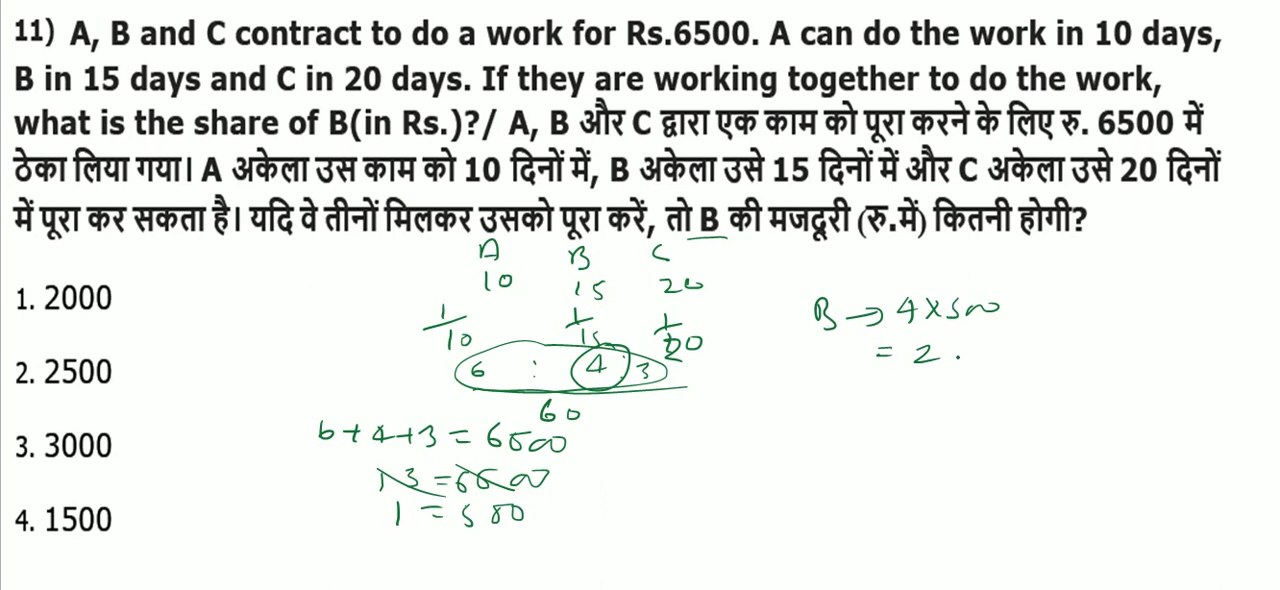 11) A, B and C contract to do a work for Rs.6500. A can do the work in 10 days,
B in 15 days and C in 20 days. If they are working together to do the work,
what is the share of B(in Rs.)?/ A, B और C द्वारा एक काम को पूरा करने के लिए रु. 6500 में
ठेका लिया गया। A अकेला उस काम को 10 दिनों में, B अकेला उसे 15 दिनों में और C अकेला उसे 20 दिनों
में पूरा कर सकता है। यदि वे तीनों मिलकर उसको पूरा करें, तो B की मजदूरी (रु.में) कितनी होगी?
A B C
10 15 20
1/10 1/15 1/20
6 : 4 : 3
60
6+4+3 = 6500
13 = 6500
1 = 500
B → 4×500
= 2.
1. 2000
2. 2500
3. 3000
4. 1500